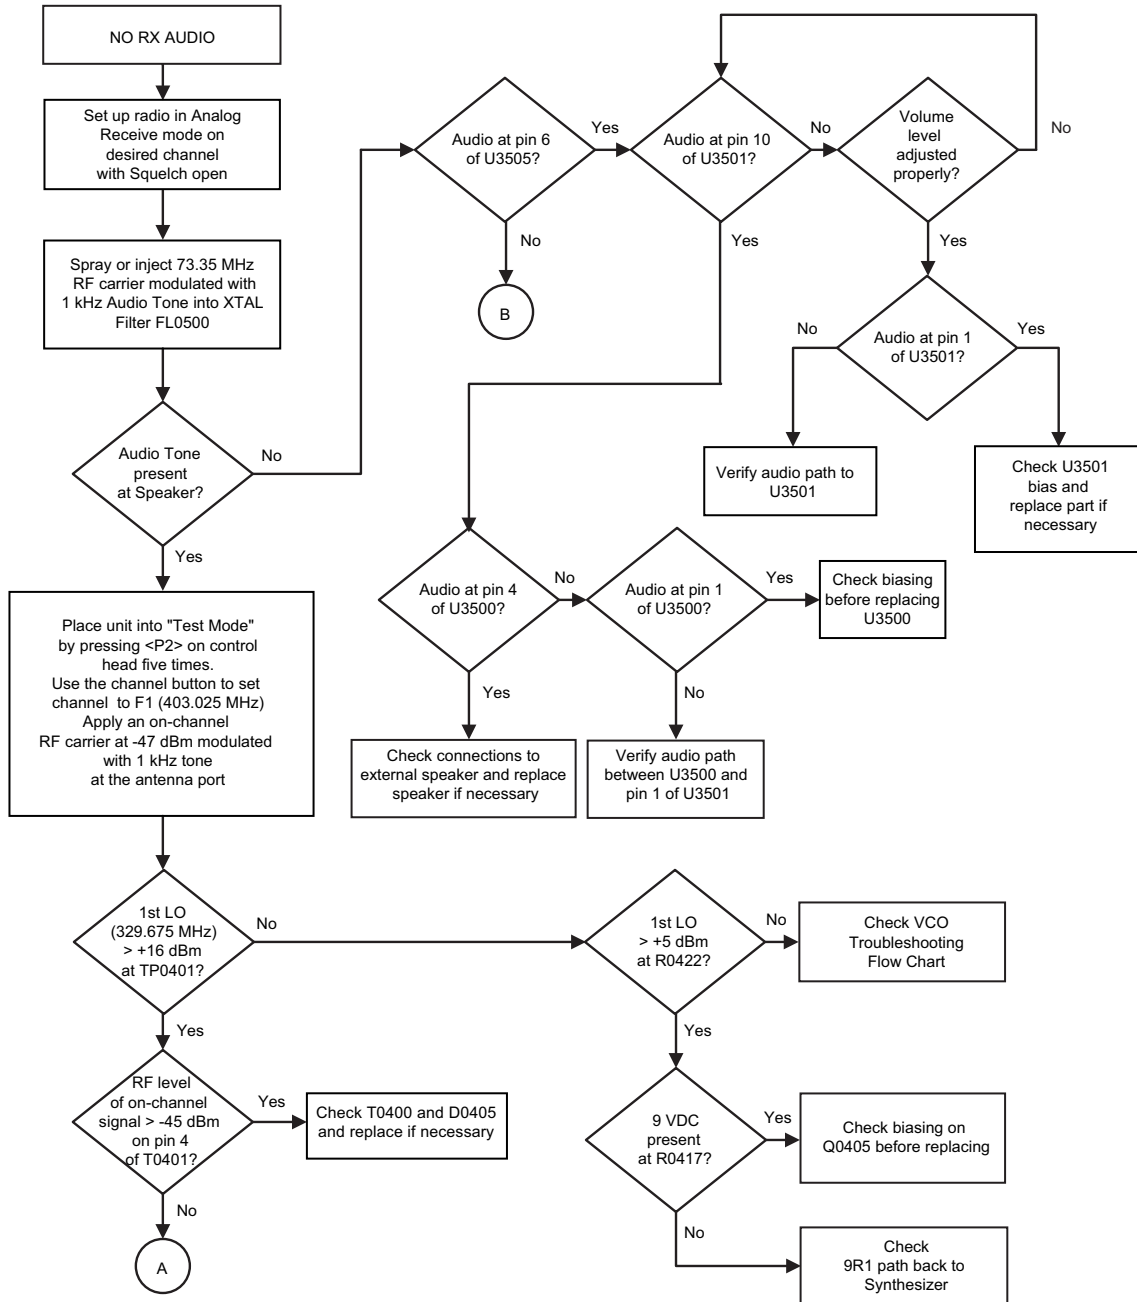 NO RX AUDIO
Set up radio in Analog
Receive mode on
desired channel
with Squelch open
Spray or inject 73.35 MHz
RF carrier modulated with
1 kHz Audio Tone into XTAL
Filter FL0500
Audio Tone
present
at Speaker?
No
Yes
Place unit into "Test Mode"
by pressing <P2> on control
head five times.
Use the channel button to set
channel to F1 (403.025 MHz)
Apply an on-channel
RF carrier at -47 dBm modulated
with 1 kHz tone
at the antenna port
Audio at pin 6
of U3505?
Yes
No
B
Audio at pin 10
of U3501?
No
Yes
Volume
level
adjusted
properly?
No
Yes
Audio at pin 1
of U3501?
No
Yes
Verify audio path to
U3501
Check U3501
bias and
replace part if
necessary
Audio at pin 4
of U3500?
No
Yes
Audio at pin 1
of U3500?
Yes
No
Check biasing
before replacing
U3500
Check connections to
external speaker and replace
speaker if necessary
Verify audio path
between U3500 and
pin 1 of U3501
1st LO
(329.675 MHz)
> +16 dBm
at TP0401?
No
Yes
1st LO
> +5 dBm
at R0422?
No
Yes
Check VCO
Troubleshooting
Flow Chart
RF level
of on-channel
signal > -45 dBm
on pin 4
of T0401?
Yes
No
Check T0400 and D0405
and replace if necessary
A
9 VDC
present
at R0417?
Yes
No
Check biasing on
Q0405 before replacing
Check
9R1 path back to
Synthesizer